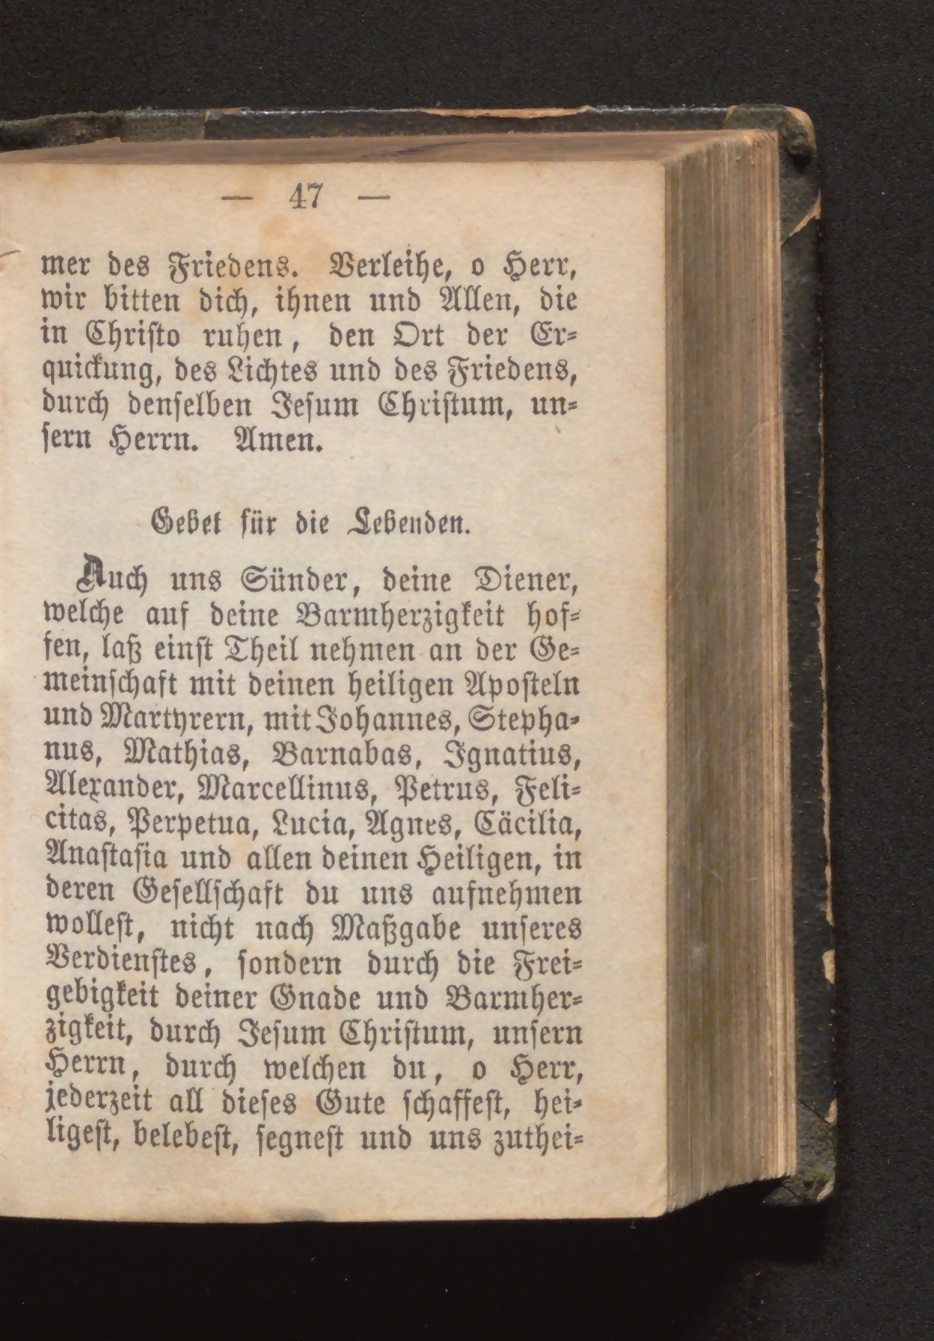 — 47 —
mer des Friedens. Verleihe, o Herr,
wir bitten dich, ihnen und Allen, die
in Christo ruhen, den Ort der Er-
quickung, des Lichtes und des Friedens,
durch denselben Jesum Christum, un-
sern Herrn. Amen.
Gebet für die Lebenden.
Auch uns Sünder, deine Diener,
welche auf deine Barmherzigkeit hof-
fen, laß einst Theil nehmen an der Ge-
meinschaft mit deinen heiligen Aposteln
und Martyrern, mit Johannes, Stepha-
nus, Mathias, Barnabas, Ignatius,
Alexander, Marcellinus, Petrus, Feli-
citas, Perpetua, Lucia, Agnes, Cäcilia,
Anastasia und allen deinen Heiligen, in
deren Gesellschaft du uns aufnehmen
wollest, nicht nach Maßgabe unseres
Verdienstes, sondern durch die Frei-
gebigkeit deiner Gnade und Barmher-
zigkeit, durch Jesum Christum, unsern
Herrn, durch welchen du, o Herr,
jederzeit all dieses Gute schaffest, hei-
ligest, belebest, segnest und uns zuthei-